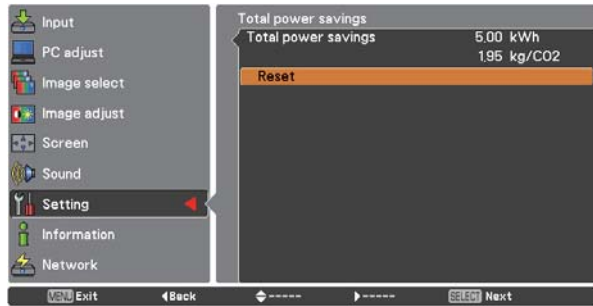 Input
PC adjust
Image select
Image adjust
Screen
Sound
Setting
Information
Network
Total power savings
Total power savings 5.00 kWh
1.95 kg/CO2
Reset
MENU Exit ◀Back ◆----- ▶----- SELECT Next